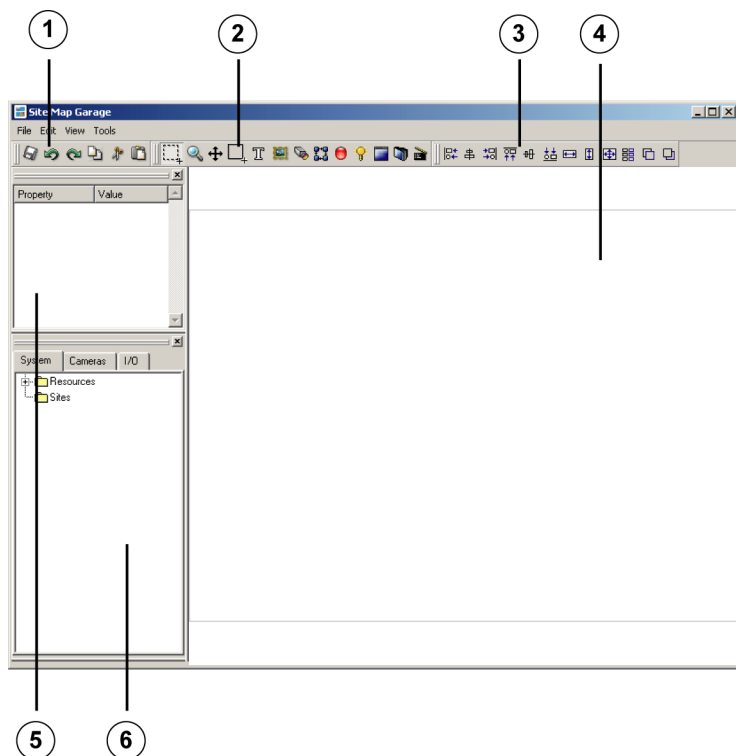 1 2 3 4
Site Map Garage
File Edit View Tools
Property Value
System Cameras I/O
Resources
Sites
5 6